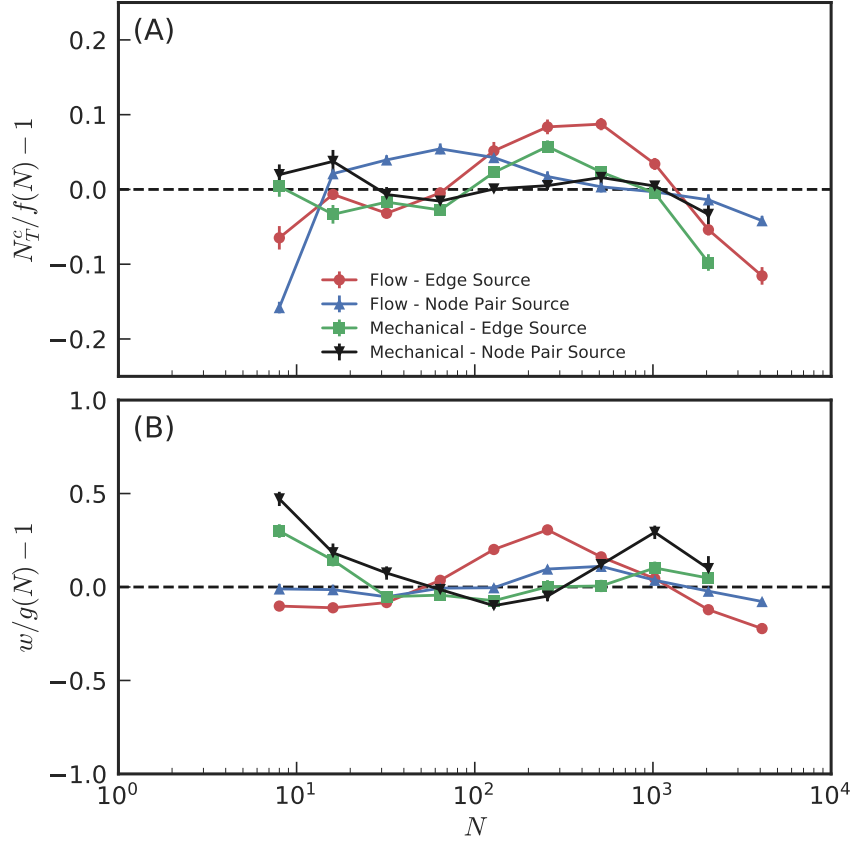 (A)
0.2
0.1
0.0
−0.1
−0.2
N_T^c/f(N) − 1
Flow - Edge Source
Flow - Node Pair Source
Mechanical - Edge Source
Mechanical - Node Pair Source
(B)
1.0
0.5
0.0
−0.5
−1.0
w/g(N) − 1
10^0 10^1 10^2 10^3 10^4
N